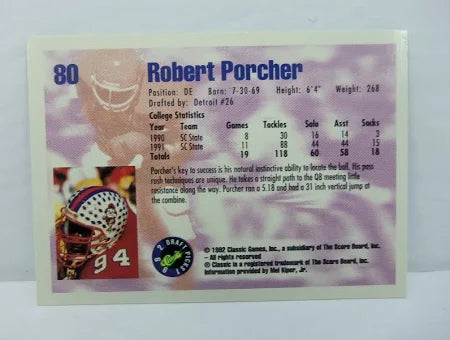 80 Robert Porcher
Position: DE Born: 7-30-69 Height: 6'4" Weight: 268
Drafted by: Detroit #26
College Statistics
Year Team Games Tackles Solo Asst Sacks
1990 SC State 8 30 16 14 3
1991 SC State 11 88 44 44 15
Totals 19 118 60 58 18
Porcher's key to success is his natural instinctive ability to locate the ball. His pass
rush techniques are unique. He takes a straight path to the QB meeting little
resistance along the way. Porcher ran a 5.18 and had a 31 inch vertical jump at
the combine.
94
92 DRAFT PICKS
© 1992 Classic Games, Inc., a subsidiary of The Score Board, Inc.
- All rights reserved
® Classic is a registered trademark of The Score Board, Inc.
Information provided by Mel Kiper, Jr.